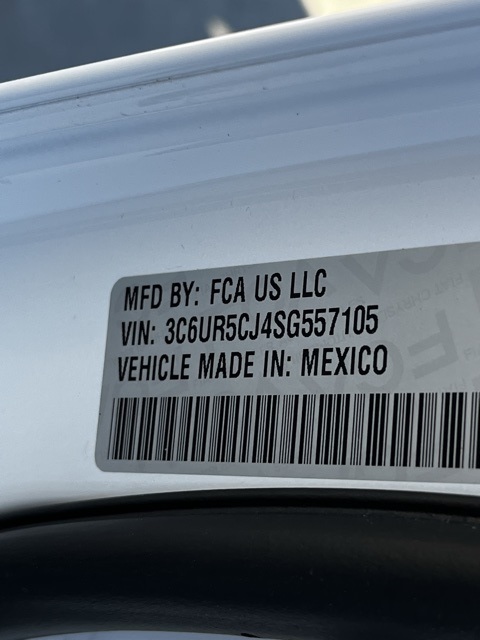 MFD BY: FCA US LLC
VIN: 3C6UR5CJ4SG557105
VEHICLE MADE IN: MEXICO